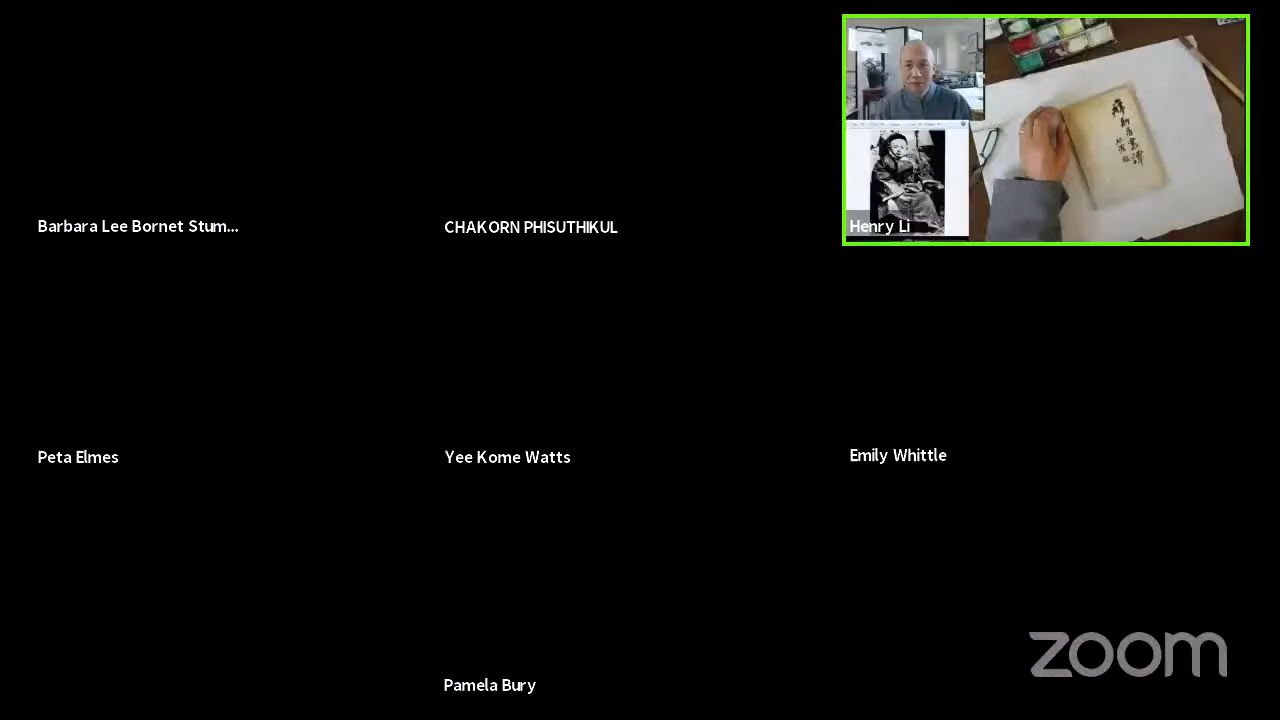 Barbara Lee Bornet Stum...
CHAKORN PHISUTHIKUL
Henry Li
Peta Elmes
Yee Kome Watts
Emily Whittle
Pamela Bury
zoom